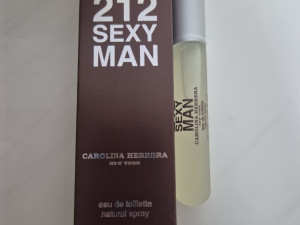 212
SEXY
MAN
CAROLINA HERRERA
NEW YORK
eau de toilette
natural spray
SEXY
MAN
CAROLINA HERRERA